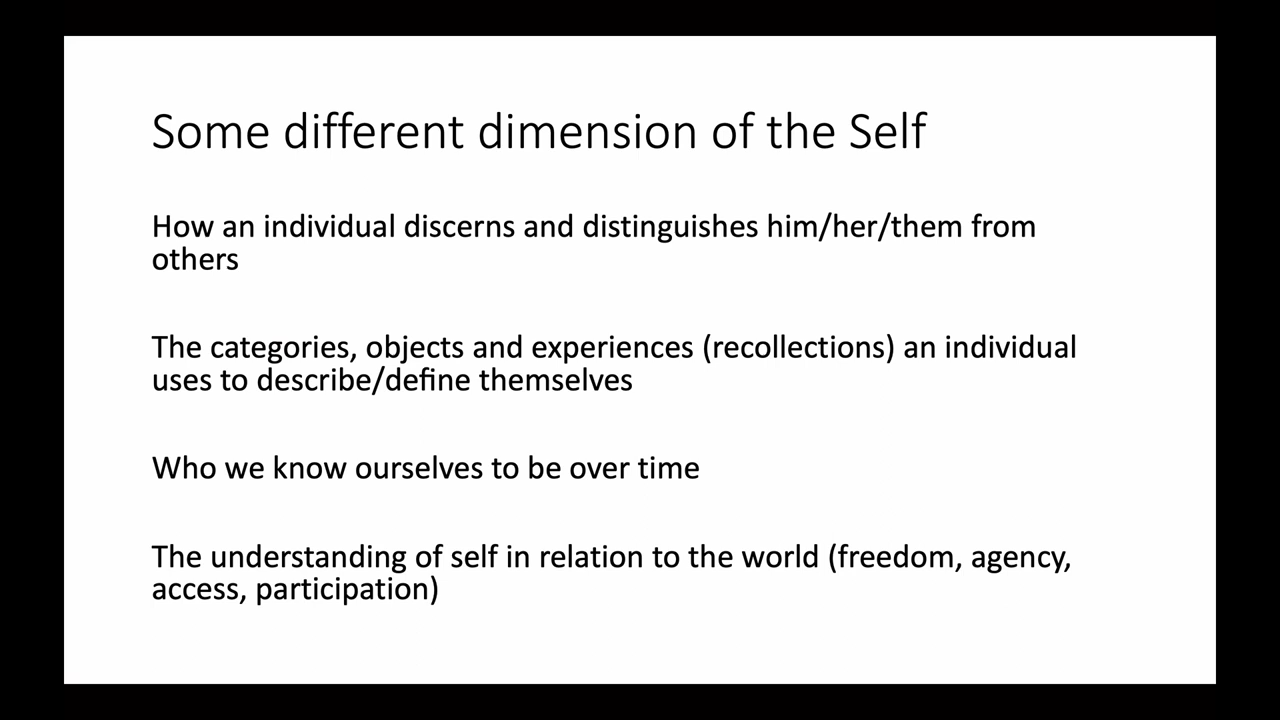 Some different dimension of the Self
How an individual discerns and distinguishes him/her/them from
others
The categories, objects and experiences (recollections) an individual
uses to describe/define themselves
Who we know ourselves to be over time
The understanding of self in relation to the world (freedom, agency,
access, participation)